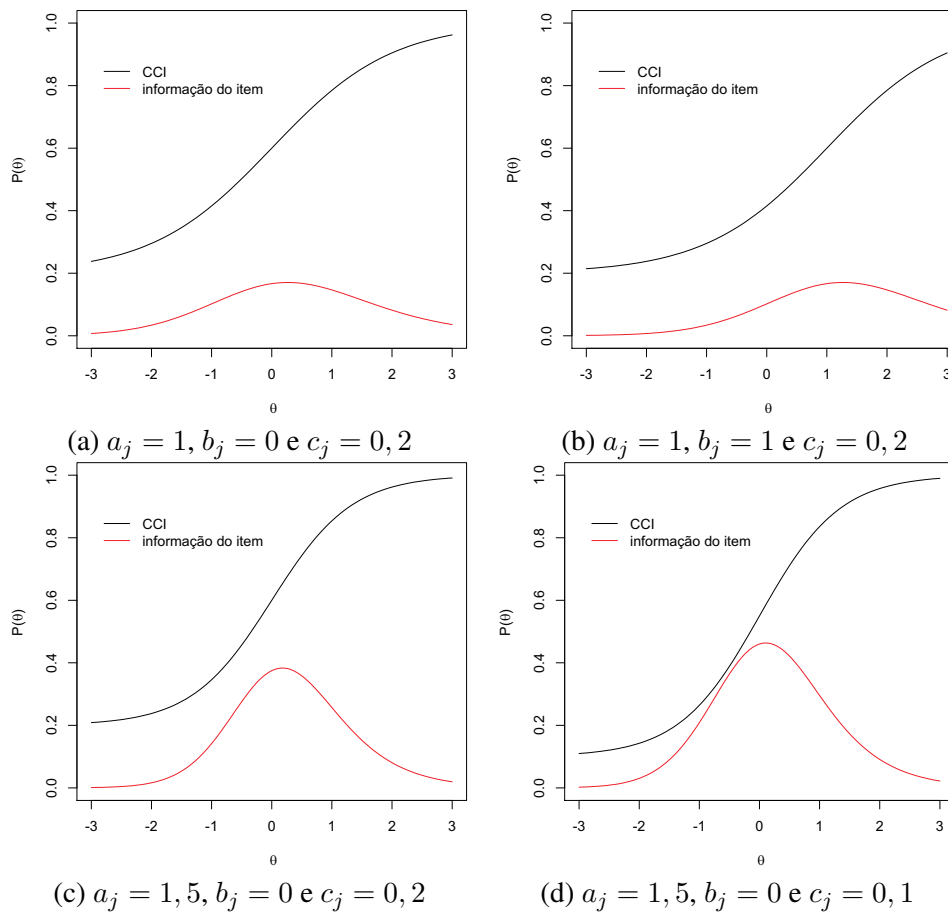 1.0
0.8
0.6
0.4
0.2
0.0
P(θ)
CCI
informação do item
-3 -2 -1 0 1 2 3
θ
(a) a_j = 1, b_j = 0 e c_j = 0, 2
1.0
0.8
0.6
0.4
0.2
0.0
P(θ)
CCI
informação do item
-3 -2 -1 0 1 2 3
θ
(b) a_j = 1, b_j = 1 e c_j = 0, 2
1.0
0.8
0.6
0.4
0.2
0.0
P(θ)
CCI
informação do item
-3 -2 -1 0 1 2 3
θ
(c) a_j = 1, 5, b_j = 0 e c_j = 0, 2
1.0
0.8
0.6
0.4
0.2
0.0
P(θ)
CCI
informação do item
-3 -2 -1 0 1 2 3
θ
(d) a_j = 1, 5, b_j = 0 e c_j = 0, 1